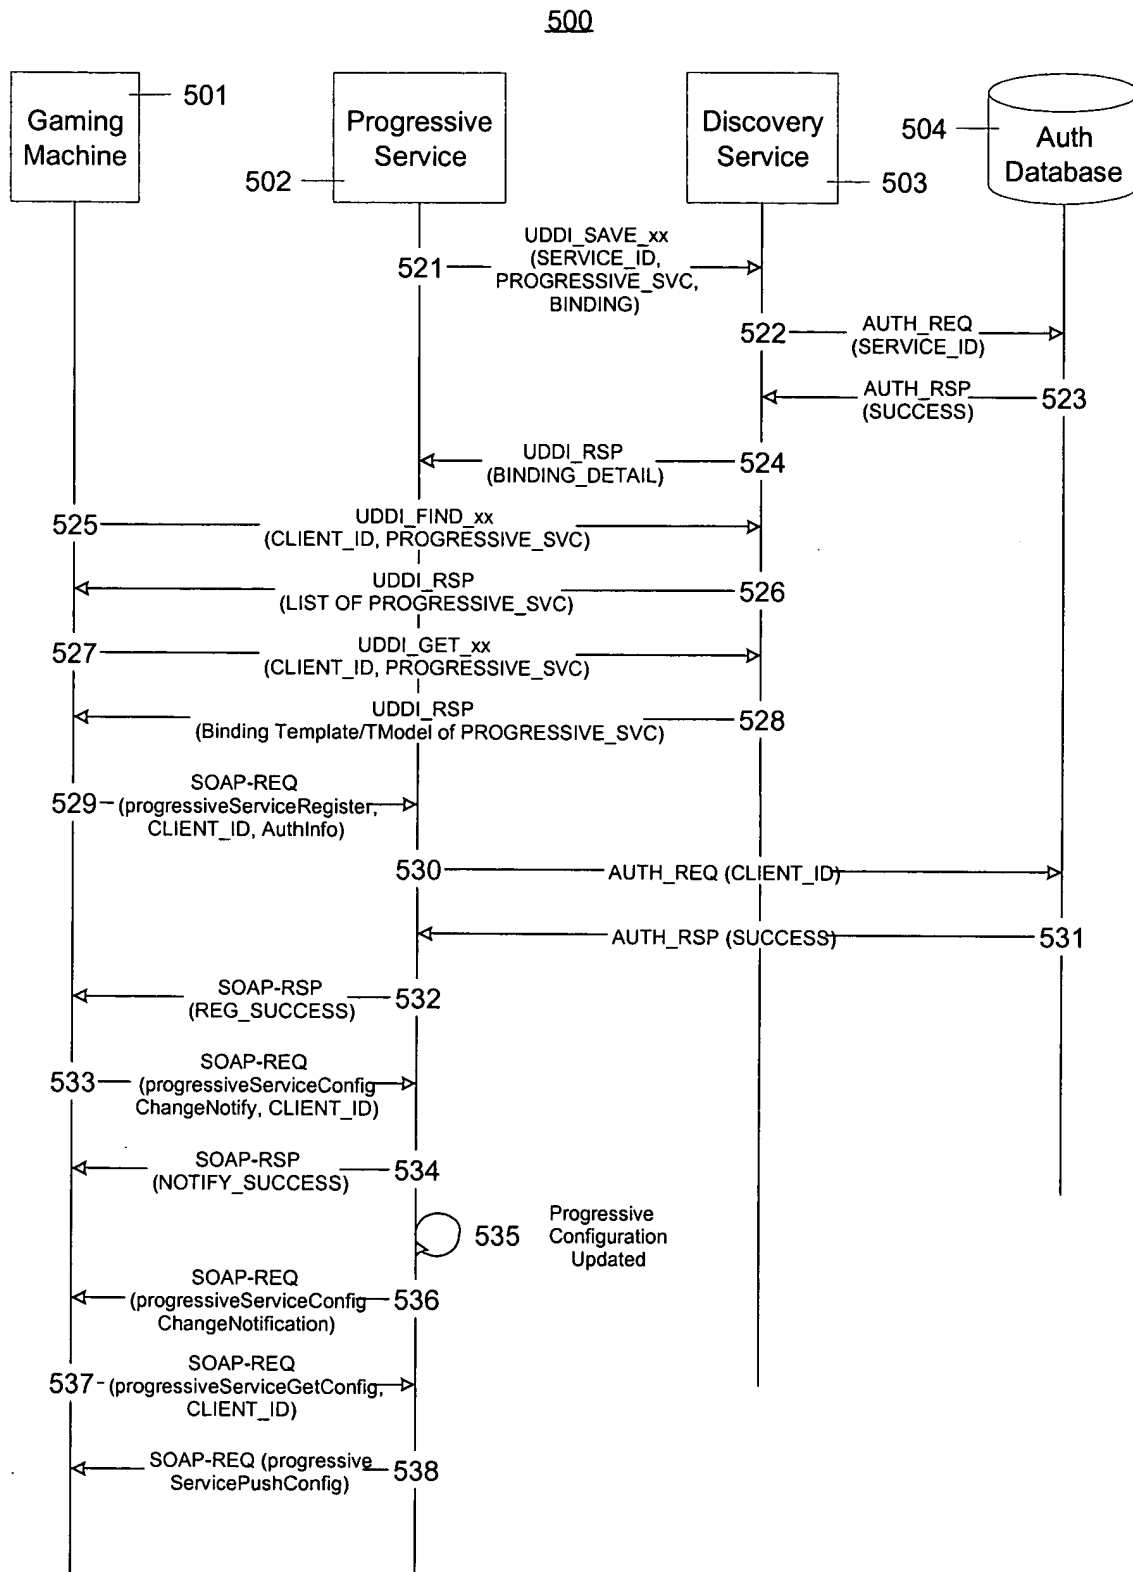 500
501
Gaming
Machine
Progressive
Service
502
Discovery
Service
503
504
Auth
Database
521
UDDI_SAVE_xx
(SERVICE_ID,
PROGRESSIVE_SVC,
BINDING)
522
AUTH_REQ
(SERVICE_ID)
AUTH_RSP
(SUCCESS)
523
UDDI_RSP
(BINDING_DETAIL)
524
525
UDDI_FIND_xx
(CLIENT_ID, PROGRESSIVE_SVC)
UDDI_RSP
(LIST OF PROGRESSIVE_SVC)
526
527
UDDI_GET_xx
(CLIENT_ID, PROGRESSIVE_SVC)
UDDI_RSP
(Binding Template/TModel of PROGRESSIVE_SVC)
528
529
SOAP-REQ
(progressiveServiceRegister,
CLIENT_ID, AuthInfo)
530
AUTH_REQ (CLIENT_ID)
AUTH_RSP (SUCCESS)
531
SOAP-RSP
(REG_SUCCESS)
532
533
SOAP-REQ
(progressiveServiceConfig
ChangeNotify, CLIENT_ID)
SOAP-RSP
(NOTIFY_SUCCESS)
534
535
Progressive
Configuration
Updated
SOAP-REQ
(progressiveServiceConfig
ChangeNotification)
536
537
SOAP-REQ
(progressiveServiceGetConfig,
CLIENT_ID)
SOAP-REQ (progressive
ServicePushConfig)
538